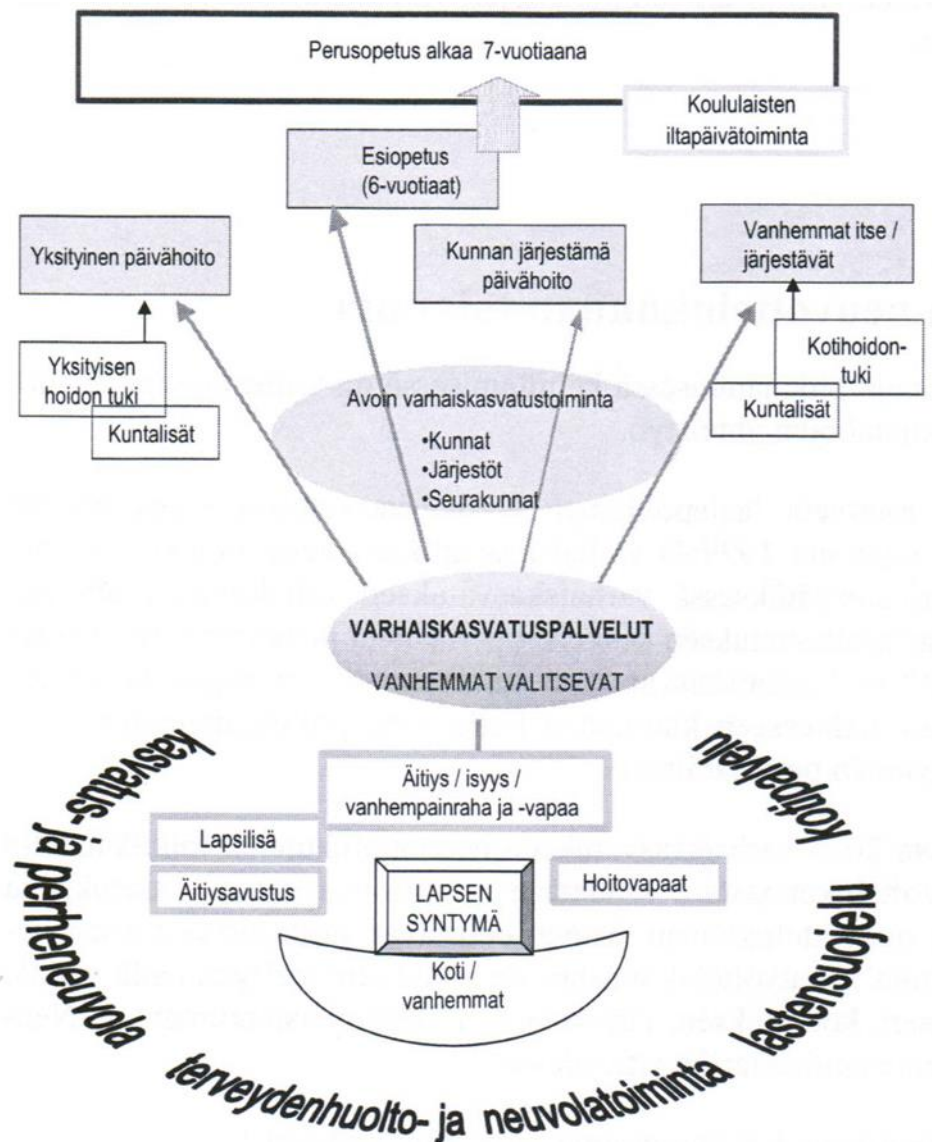 Perusopetus alkaa 7-vuotiaana
Koululaisten
iltapäivätoiminta
Esiopetus
(6-vuotiaat)
Yksityinen päivähoito
Kunnan järjestämä
päivähoito
Vanhemmat itse /
järjestävät
Yksityisen
hoidon tuki
Kuntalisät
Kotihoidon-
tuki
Kuntalisät
Avoin varhaiskasvatustoiminta
•Kunnat
•Järjestöt
•Seurakunnat
VARHAISKASVATUSPALVELUT
VANHEMMAT VALITSEVAT
Äitiys / isyys /
vanhempainraha ja -vapaa
Lapsilisä
Äitiysavustus
Hoitovapaat
LAPSEN
SYNTYMÄ
Koti /
vanhemmat
kasvatus- ja perheneuvola
terveydenhuolto- ja neuvolatoiminta
lastensuojelu
kotipalvelu